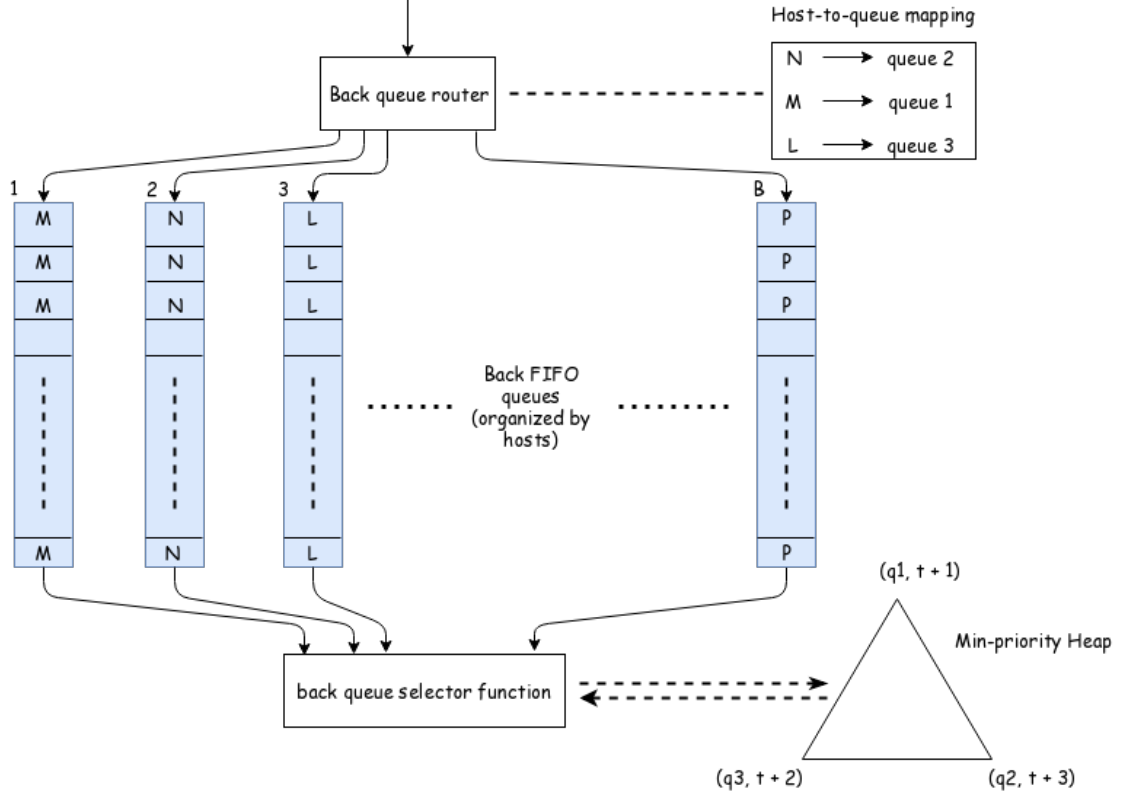 Host-to-queue mapping
Back queue router
N queue 2
M queue 1
L queue 3
1 2 3 B
M N L P
M N L P
M N L P
Back FIFO
queues
(organized by
hosts)
M N L P
(q1, t + 1)
Min-priority Heap
back queue selector function
(q3, t + 2) (q2, t + 3)